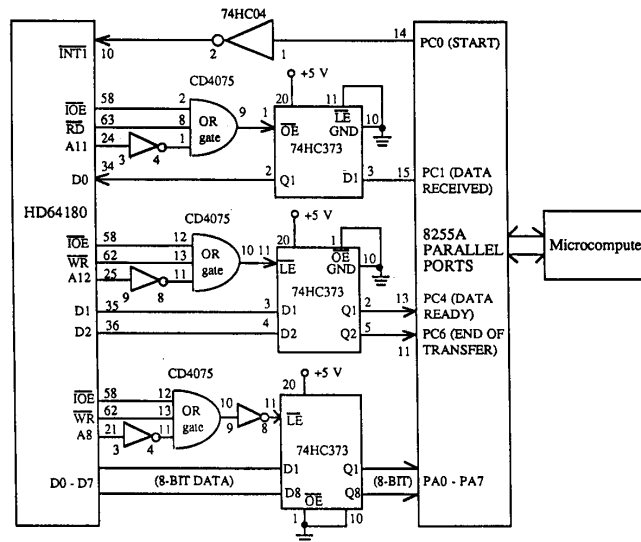 74HC04
14
PC0 (START)
INT1
10
2
1
CD4075
+5 V
20
11
IOE
58
2
LE
10
RD
63
8
OR
gate
9
1
OE
GND
A11
24
1
3
4
74HC373
34
D0
2
Q1
D1
3
15
PC1 (DATA
RECEIVED)
HD64180
CD4075
+5 V
8255A
PARALLEL
PORTS
Microcompute
IOE
58
12
20
1
OE
10
WR
62
13
OR
gate
10
11
LE
GND
A12
25
11
9
8
74HC373
D1
35
3
D1
Q1
2
13
PC4 (DATA
READY)
D2
36
4
D2
Q2
5
PC6 (END OF
TRANSFER)
11
CD4075
+5 V
20
IOE
58
12
WR
62
13
OR
gate
10
11
LE
A8
21
11
9
8
3
4
74HC373
D0 - D7
(8-BIT DATA)
D1
Q1
(8-BIT)
PA0 - PA7
D8
Q8
OE
1
10